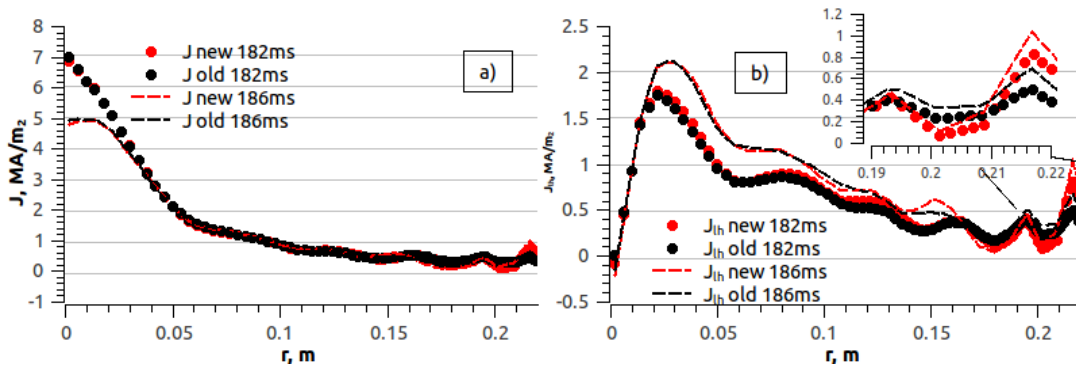 8
7
6
5
4
3
2
1
0
-1
J, MA/m₂
J new 182ms
J old 182ms
J new 186ms
J old 186ms
a)
0
0.05
0.1
0.15
0.2
r, m
2.5
2
1.5
1
0.5
0
-0.5
Jₗₕ, MA/m₂
b)
Jₗₕ new 182ms
Jₗₕ old 182ms
Jₗₕ new 186ms
Jₗₕ old 186ms
0
0.05
0.1
0.15
0.2
r, m
1.2
1
0.8
0.6
0.4
0.2
0
0.19
0.2
0.21
0.22